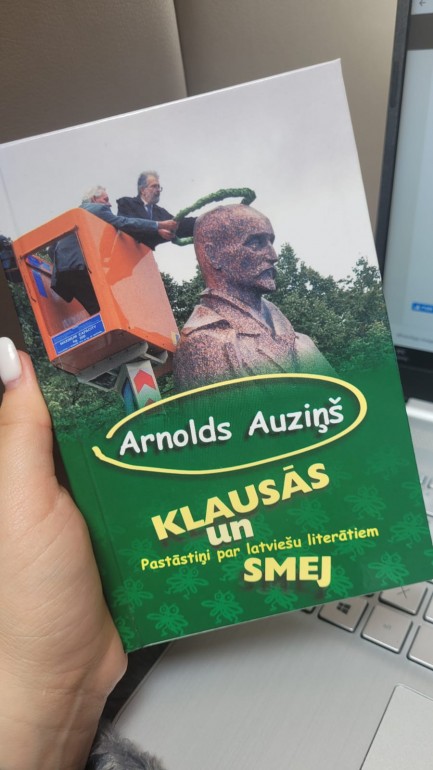 Arnolds Auziņš
KLAUSĀS
un
Pastāstiņi par latviešu literātiem
SMEJ